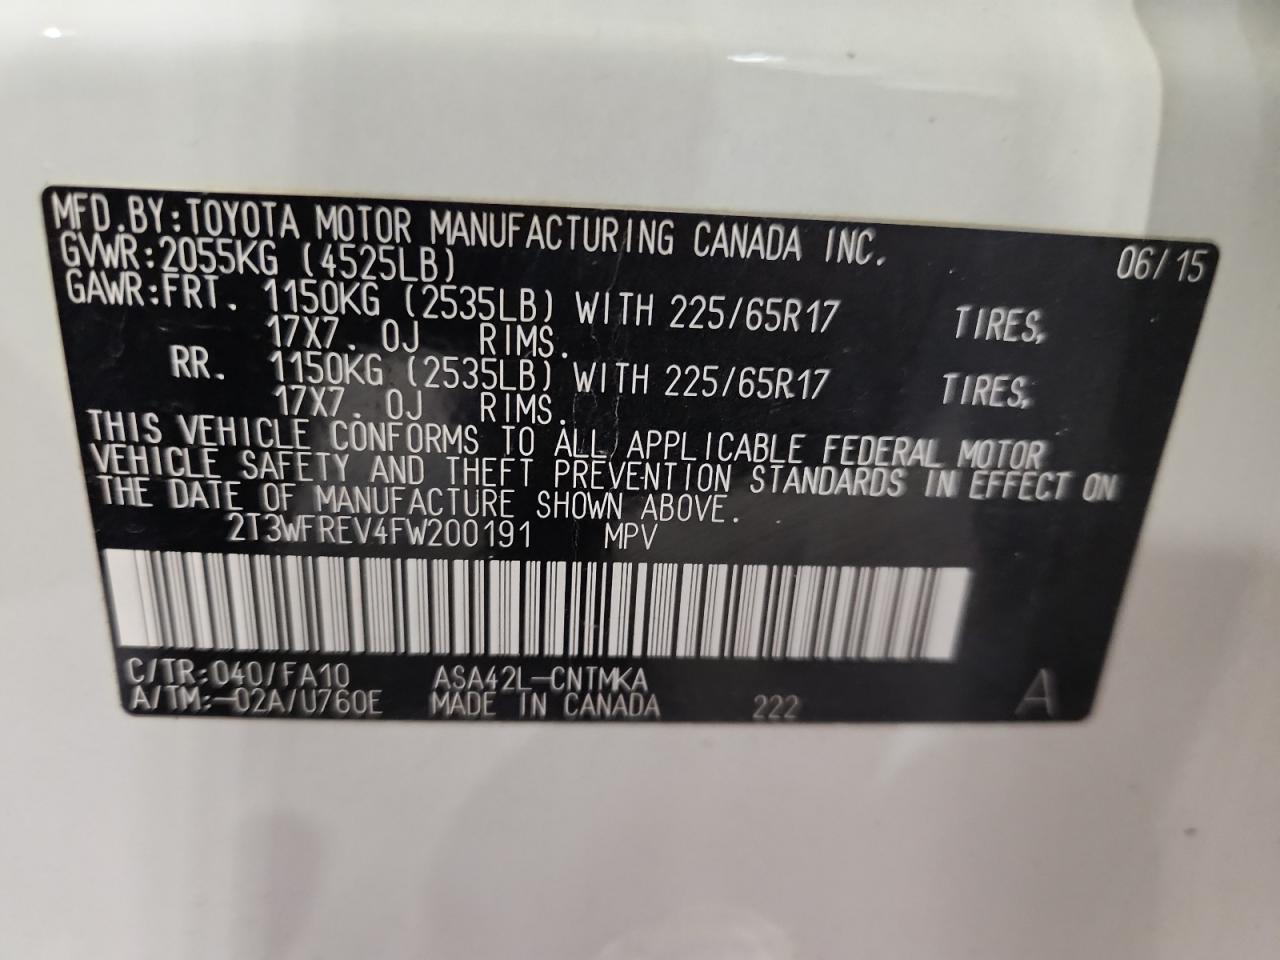 MFD.BY:TOYOTA MOTOR MANUFACTURING CANADA INC. 06/15
GVWR:2055KG (4525LB)
GAWR:FRT. 1150KG (2535LB) WITH 225/65R17 TIRES,
17X7.0J RIMS.
RR. 1150KG (2535LB) WITH 225/65R17 TIRES,
17X7.0J RIMS.
THIS VEHICLE CONFORMS TO ALL APPLICABLE FEDERAL MOTOR
VEHICLE SAFETY AND THEFT PREVENTION STANDARDS IN EFFECT ON
THE DATE OF MANUFACTURE SHOWN ABOVE.
2T3WFREV4FW200191 MPV
C/TR:040/FA10 ASA42L-CNTMKA
A/TM:-02A/U760E MADE IN CANADA 222 A